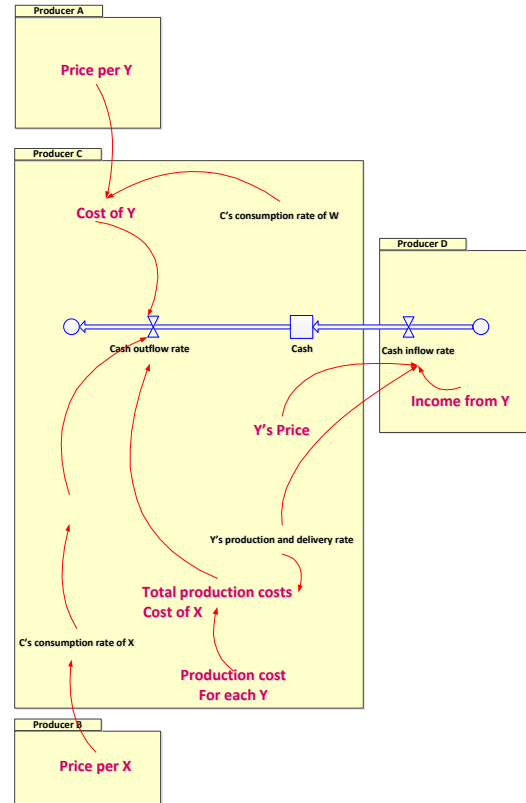 Producer A
Price per Y
Producer C
Cost of Y
C's consumption rate of W
Producer D
Cash outflow rate
Cash
Cash inflow rate
Income from Y
Y's Price
Y's production and delivery rate
Total production costs
Cost of X
C's consumption rate of X
Production cost
For each Y
Producer B
Price per X